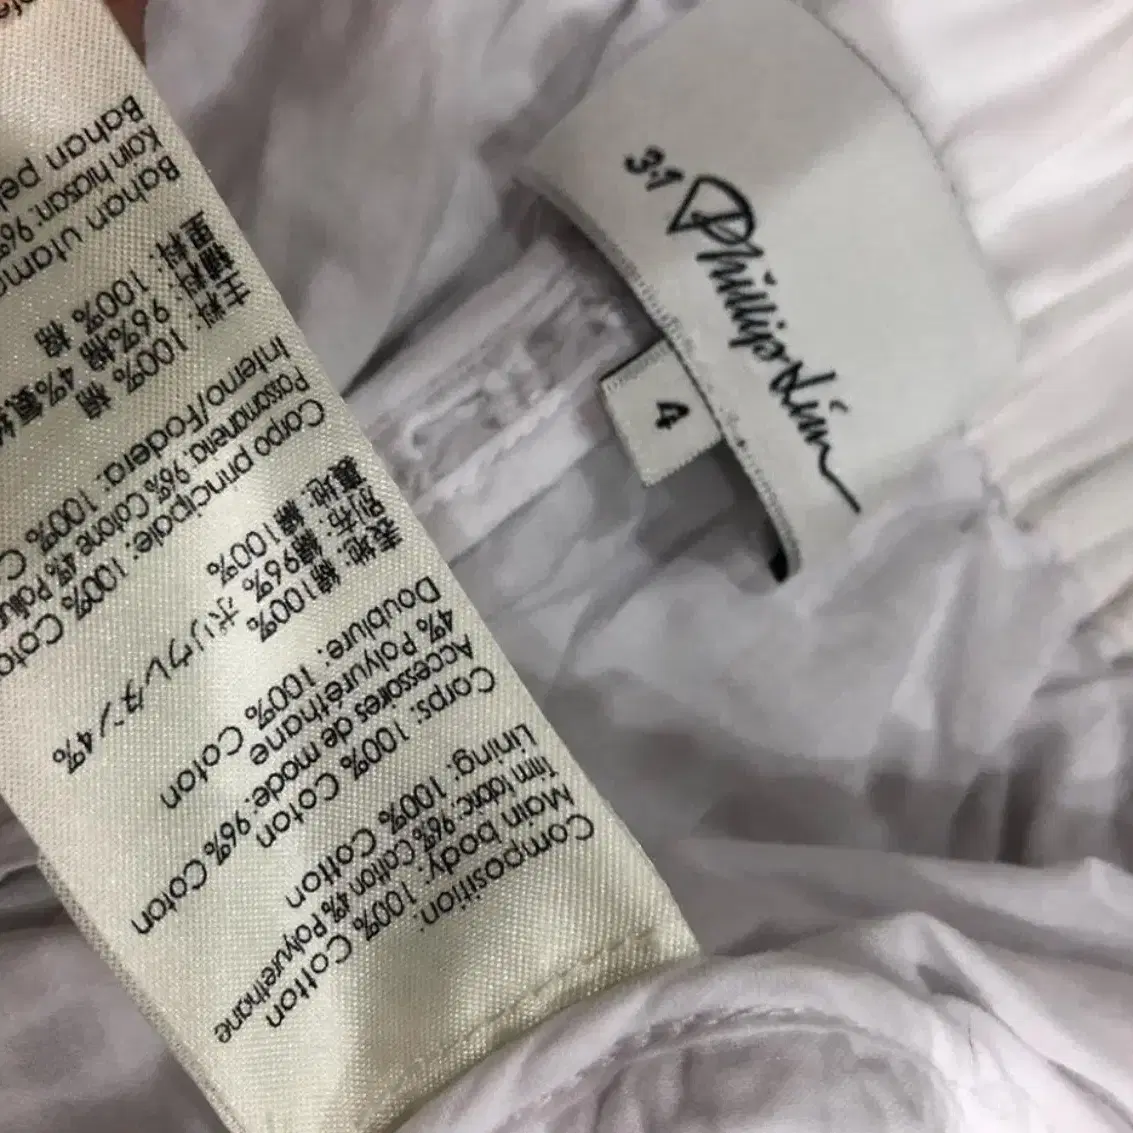 3.1 Phillip Lim
4
Composition:
Main body: 100% Cotton
Trim fabric: 96% Cotton 4% Polyurethane
Lining: 100% Cotton
Corps: 100% Coton
Accessoires de mode: 96% Coton
4% Polyuréthane
Doublure: 100% Coton
表地: 綿100%
別布: 綿96% ポリウレタン4%
裏地: 綿100%
Corpo principale: 100% Coto
Passamaneria: 96% Cotone 4% Poliu
Interno/Fodera: 100% C
主料: 100% 棉
輔料: 96%棉 4%氨
里料: 100% 棉
Bahan utama
Kain hiasan: 96%
Bahan pel